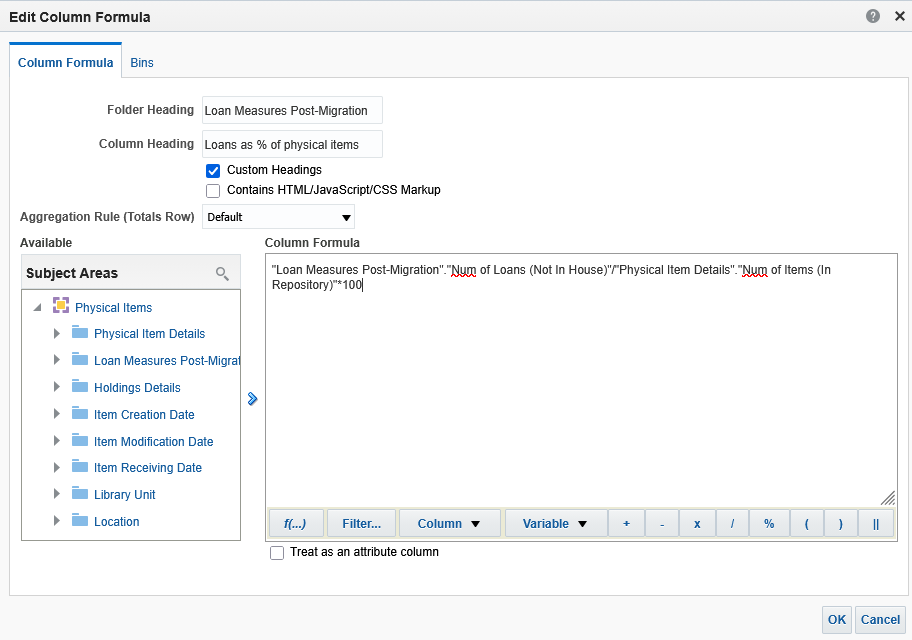 Edit Column Formula
Column Formula
Bins
Folder Heading
Loan Measures Post-Migration
Column Heading
Loans as % of physical items
Custom Headings
Contains HTML/JavaScript/CSS Markup
Aggregation Rule (Totals Row)
Default
Available
Subject Areas
Physical Items
Physical Item Details
Loan Measures Post-Migrat
Holdings Details
Item Creation Date
Item Modification Date
Item Receiving Date
Library Unit
Location
Column Formula
"Loan Measures Post-Migration"."Num of Loans (Not In House)"/"Physical Item Details"."Num of Items (In
Repository)"*100
f(...)
Filter...
Column
Variable
+
-
x
/
%
(
)
||
Treat as an attribute column
OK
Cancel